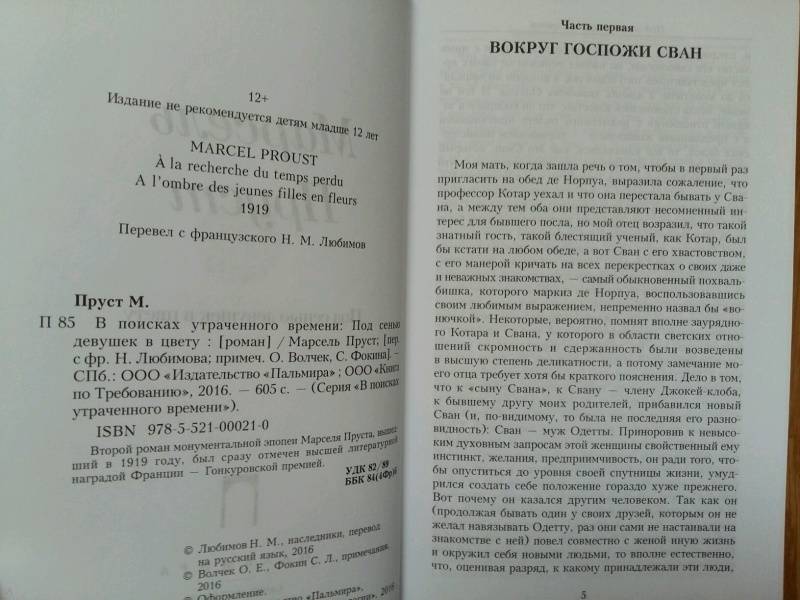 12+
Издание не рекомендуется детям младше 12 лет
MARCEL PROUST
À la recherche du temps perdu
A l'ombre des jeunes filles en fleurs
1919
Перевел с французского Н. М. Любимов
Пруст М.
П 85 В поисках утраченного времени: Под сенью
девушек в цвету : [роман] / Марсель Пруст; [пер.
с фр. Н. Любимова; примеч. О. Волчек, С. Фокина]. –
СПб.: ООО «Издательство «Пальмира» ; ООО «Книга
по Требованию», 2016. – 605 с. – (Серия «В поисках
утраченного времени»).
ISBN 978-5-521-00021-0
Второй роман монументальной эпопеи Марселя Пруста, вышед-
ший в 1919 году, был сразу отмечен высшей литературной
наградой Франции – Гонкуровской премией.
УДК 82/89
ББК 84(4Фр)6
© Любимов Н. М., наследники, перевод
на русский язык, 2016
© Волчек О. Е., Фокин С. Л., примечания,
2016
© Оформление.
«Пальмира»,
Часть первая
ВОКРУГ ГОСПОЖИ СВАН
Моя мать, когда зашла речь о том, чтобы в первый раз
пригласить на обед де Норпуа, выразила сожаление, что
профессор Котар уехал и что она перестала бывать у Сва-
на, а между тем оба они представляют несомненный ин-
терес для бывшего посла, но мой отец возразил, что такой
знатный гость, такой блестящий ученый, как Котар, был
бы кстати на любом обеде, а вот Сван с его хвастовством,
с его манерой кричать на всех перекрестках о своих даже
и неважных знакомствах, – самый обыкновенный похваль-
бишка, которого маркиз де Норпуа, воспользовавшись
своим любимым выражением, непременно назвал бы «во-
нючкой». Некоторые, вероятно, помнят вполне заурядно-
го Котара и Свана, у которого в области светских отно-
шений скромность и сдержанность были возведены
в высшую степень деликатности, а потому замечание мо-
его отца требует хотя бы краткого пояснения. Дело в том,
что к «сыну Свана», к Свану – члену Джокей-клоба,
к бывшему другу моих родителей, прибавился новый
Сван (и, по-видимому, то была не последняя его разно-
видность): Сван – муж Одетты. Приноровив к невысо-
ким духовным запросам этой женщины свойственный ему
инстинкт, желания, предприимчивость, он ради того, что-
бы опуститься до уровня своей спутницы жизни, умуд-
рился создать себе положение гораздо хуже прежнего.
Вот почему он казался другим человеком. Так как он
(продолжая бывать один у своих друзей, которым он не
желал навязывать Одетту, раз они сами не настаивали на
знакомстве с ней) повел совместно с женой иную жизнь
и окружил себя новыми людьми, то вполне естественно,
что, оценивая разряд, к какому принадлежали эти люди,
5